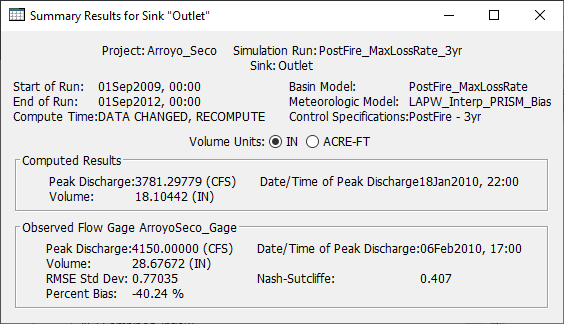 Summary Results for Sink "Outlet"
Project: Arroyo_Seco Simulation Run: PostFire_MaxLossRate_3yr
Sink: Outlet
Start of Run: 01Sep2009, 00:00 Basin Model: PostFire_MaxLossRate
End of Run: 01Sep2012, 00:00 Meteorologic Model: LAPW_Interp_PRISM_Bias
Compute Time:DATA CHANGED, RECOMPUTE Control Specifications:PostFire - 3yr
Volume Units: IN ACRE-FT
Computed Results
Peak Discharge:3781.29779 (CFS) Date/Time of Peak Discharge18Jan2010, 22:00
Volume: 18.10442 (IN)
Observed Flow Gage ArroyoSeco_Gage
Peak Discharge:4150.00000 (CFS) Date/Time of Peak Discharge:06Feb2010, 17:00
Volume: 28.67672 (IN)
RMSE Std Dev: 0.77035 Nash-Sutcliffe: 0.407
Percent Bias: -40.24 %